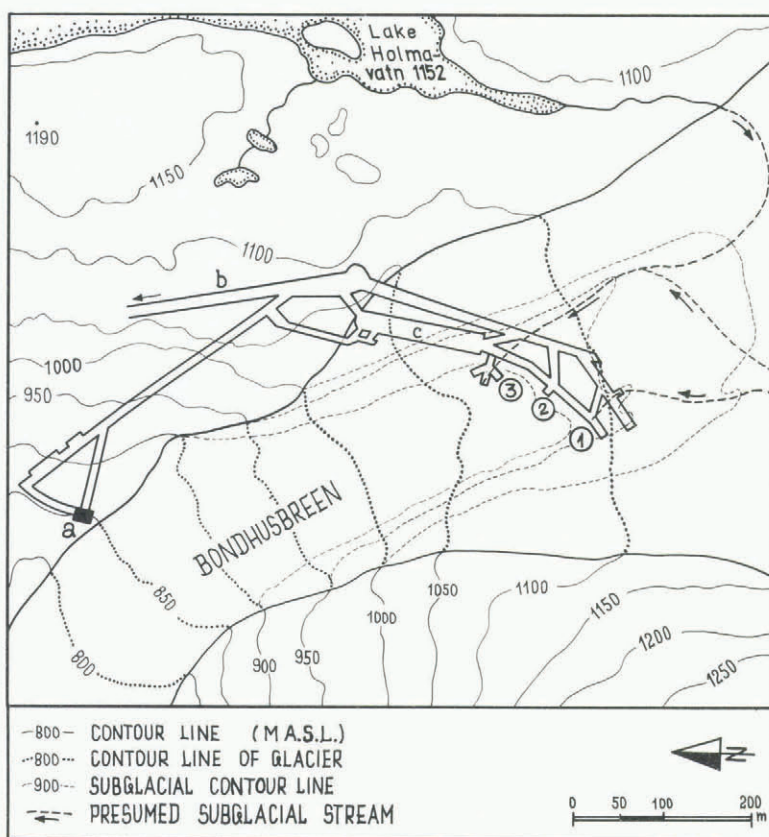 Lake
Holma-
vatn 1152
1100
1190
1150
1100
b
1000
c
950
③
②
①
a
BONDHUSBREEN
850
800
900
950
1000
1050
1100
1150
1200
1250
-800- CONTOUR LINE (M A.S.L.)
··800·· CONTOUR LINE OF GLACIER
--900-- SUBGLACIAL CONTOUR LINE
PRESUMED SUBGLACIAL STREAM
N
0 50 100 200
m